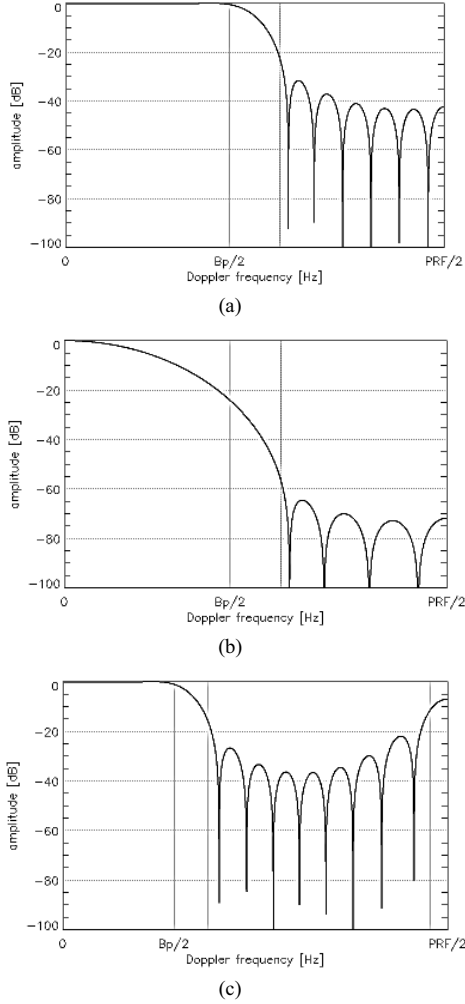 0
-20
-40
-60
-80
-100
amplitude [dB]
0
Bp/2
PRF/2
Doppler frequency [Hz]
(a)
0
-20
-40
-60
-80
-100
amplitude [dB]
0
Bp/2
PRF/2
Doppler frequency [Hz]
(b)
0
-20
-40
-60
-80
-100
amplitude [dB]
0
Bp/2
PRF/2
Doppler frequency [Hz]
(c)